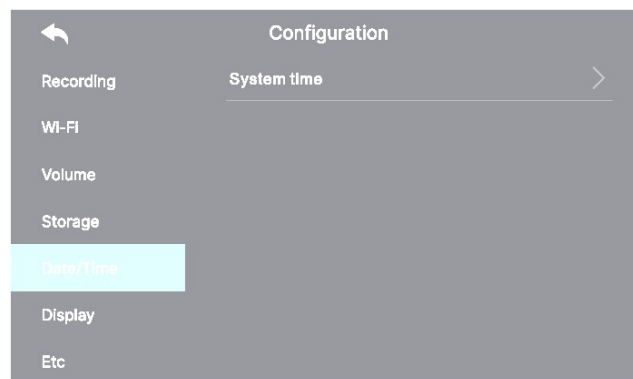 Configuration
Recording
System time
Wi-Fi
Volume
Storage
Date/Time
Display
Etc